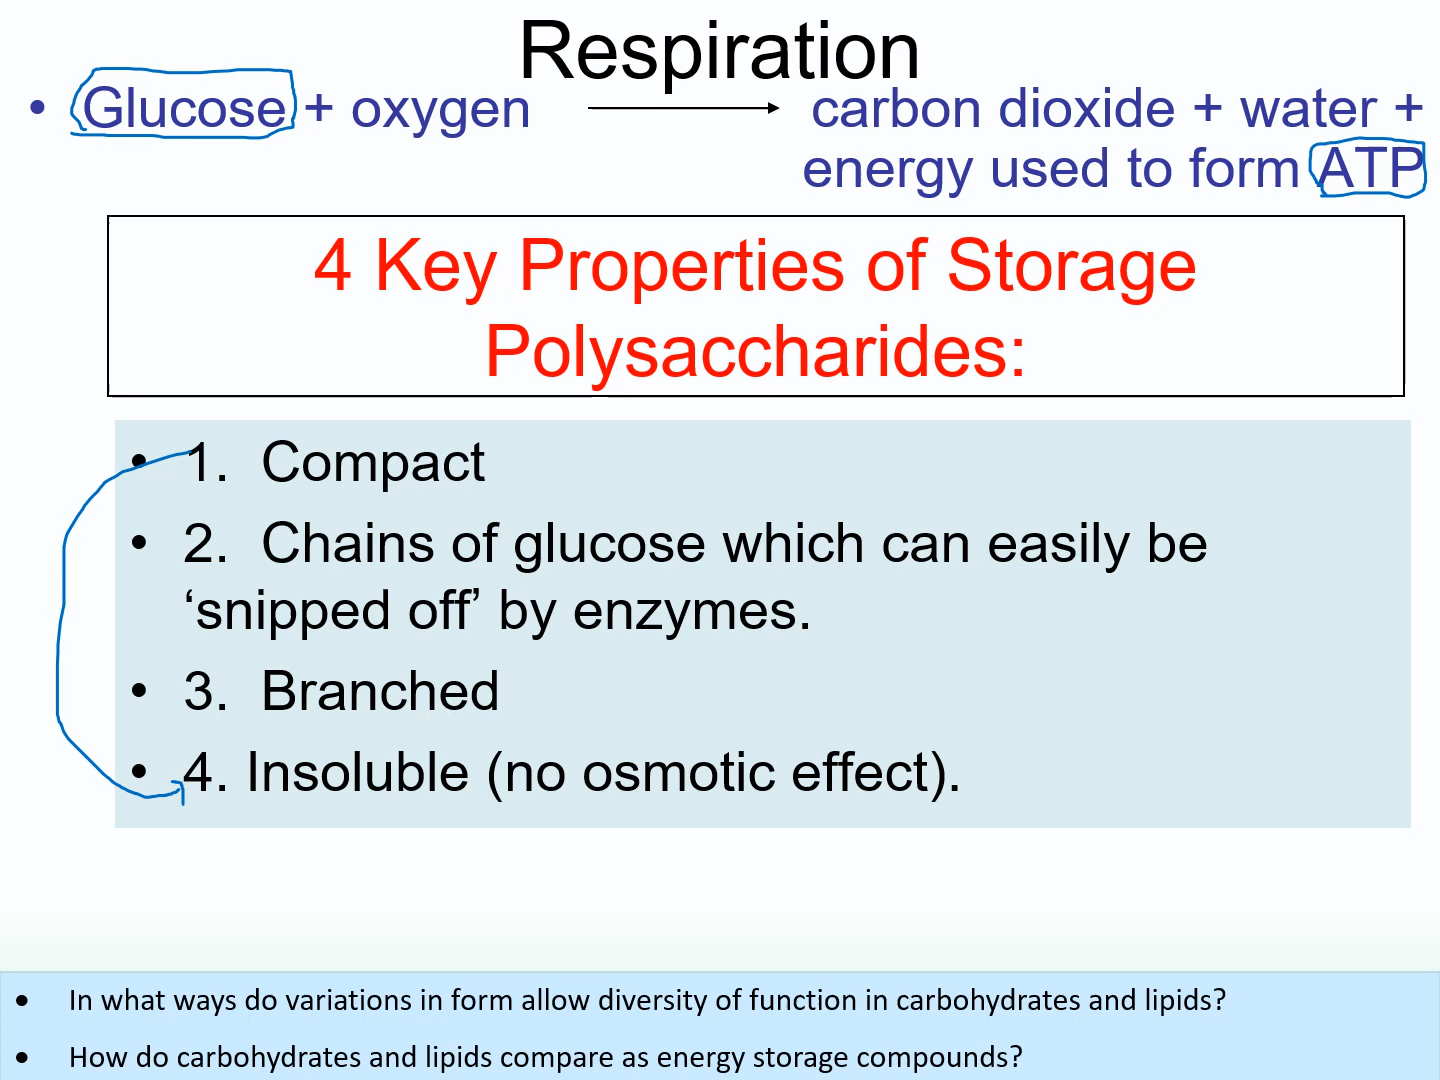 Respiration
• Glucose + oxygen → carbon dioxide + water +
energy used to form ATP
4 Key Properties of Storage
Polysaccharides:
• 1. Compact
• 2. Chains of glucose which can easily be
‘snipped off’ by enzymes.
• 3. Branched
• 4. Insoluble (no osmotic effect).
• In what ways do variations in form allow diversity of function in carbohydrates and lipids?
• How do carbohydrates and lipids compare as energy storage compounds?